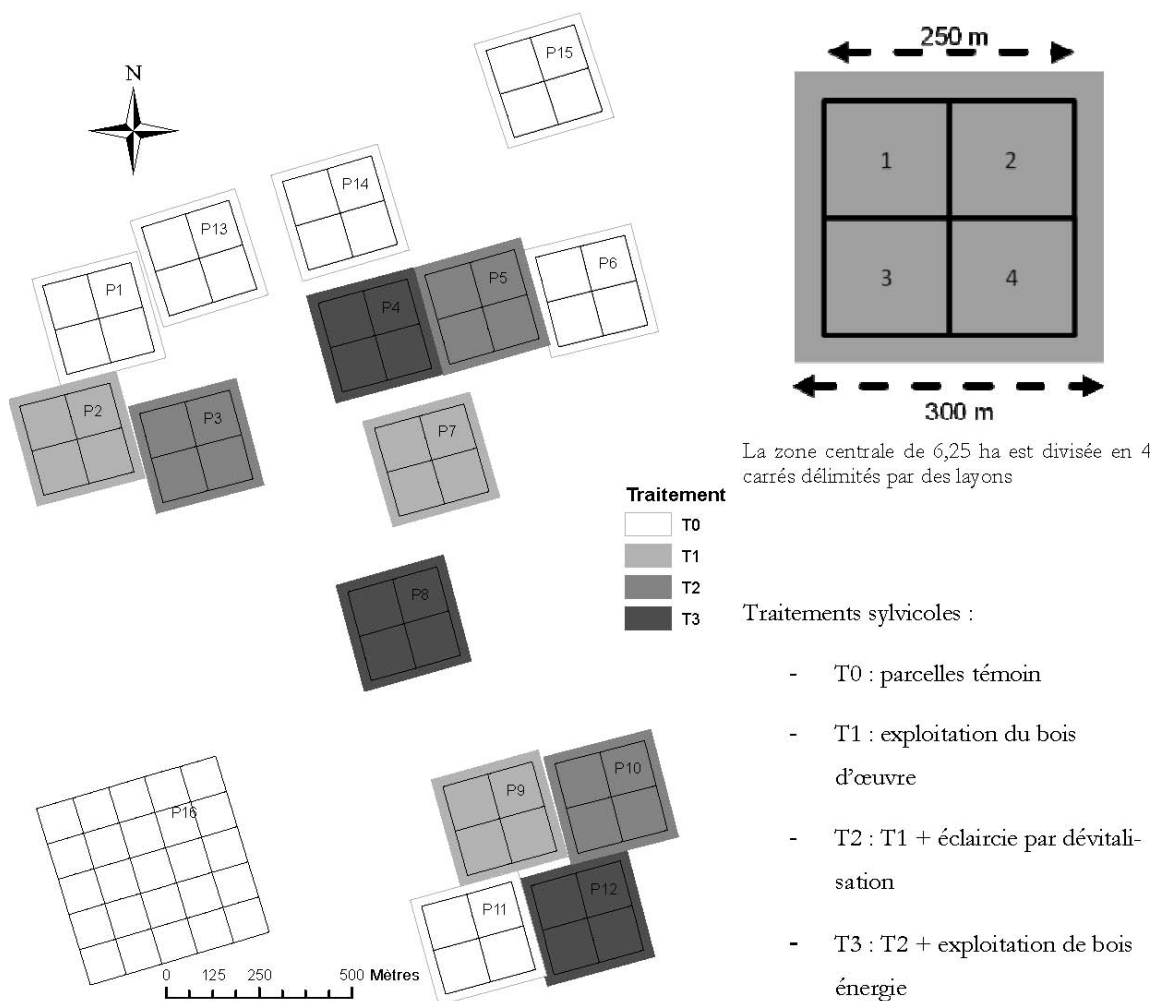 N
P15
P14
P13
P1
P6
P5
P4
P2
P3
P7
P8
P9
P10
P16
P11
P12
0 125 250 500 Mètres
Traitement
T0
T1
T2
T3
250 m
1 2
3 4
300 m
La zone centrale de 6,25 ha est divisée en 4
carrés délimités par des layons
Traitements sylvicoles :
- T0 : parcelles témoin
- T1 : exploitation du bois
d'œuvre
- T2 : T1 + éclaircie par dévitali-
sation
- T3 : T2 + exploitation de bois
énergie